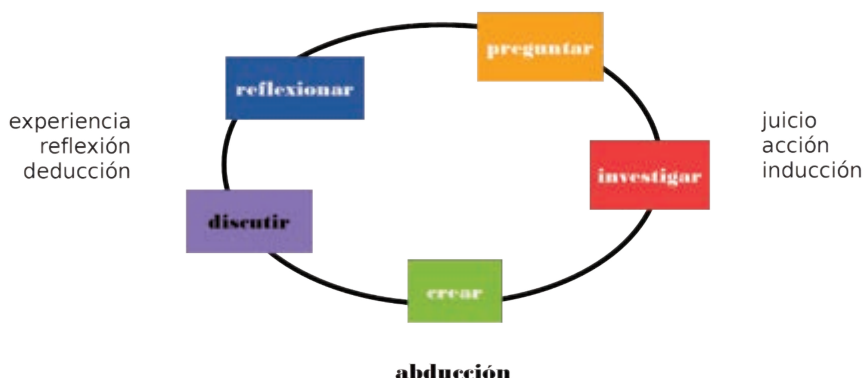 preguntar
reflexionar
experiencia
reflexión
deducción
juicio
acción
inducción
investigar
discutir
crear
abducción